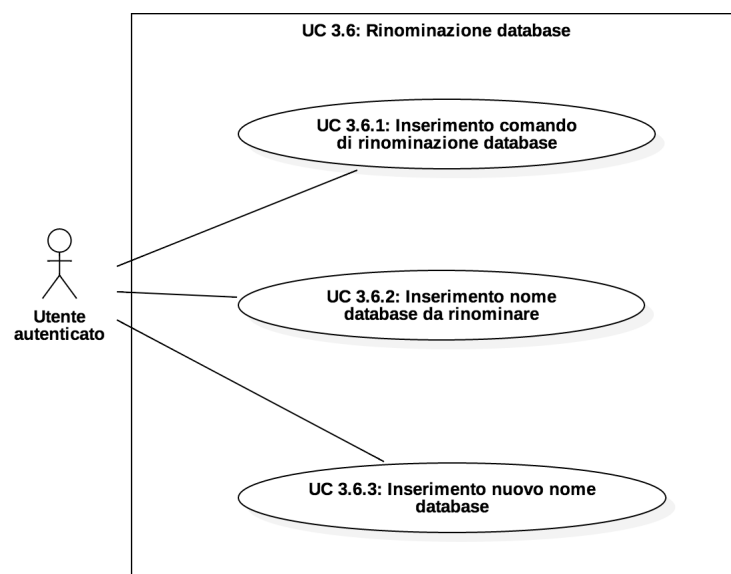 UC 3.6: Rinominazione database
UC 3.6.1: Inserimento comando
di rinominazione database
UC 3.6.2: Inserimento nome
database da rinominare
Utente
autenticato
UC 3.6.3: Inserimento nuovo nome
database